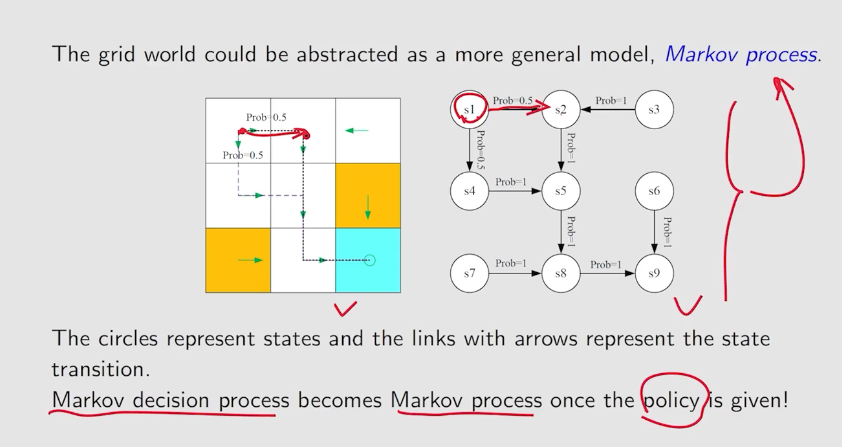 The grid world could be abstracted as a more general model, Markov process.
Prob=0.5
Prob=0.5
s1
Prob=0.5
s2
Prob=1
s3
Prob=0.5
Prob=1
s4
Prob=1
s5
s6
Prob=1
Prob=1
s7
Prob=1
s8
Prob=1
s9
The circles represent states and the links with arrows represent the state
transition.
Markov decision process becomes Markov process once the policy is given!